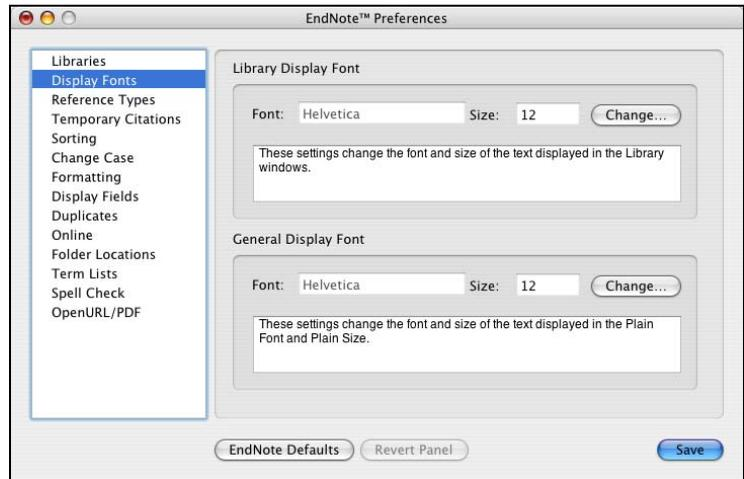 EndNote™ Preferences
Libraries
Display Fonts
Reference Types
Temporary Citations
Sorting
Change Case
Formatting
Display Fields
Duplicates
Online
Folder Locations
Term Lists
Spell Check
OpenURL/PDF
Library Display Font
Font: Helvetica Size: 12 Change...
These settings change the font and size of the text displayed in the Library
windows.
General Display Font
Font: Helvetica Size: 12 Change...
These settings change the font and size of the text displayed in the Plain
Font and Plain Size.
EndNote Defaults Revert Panel Save